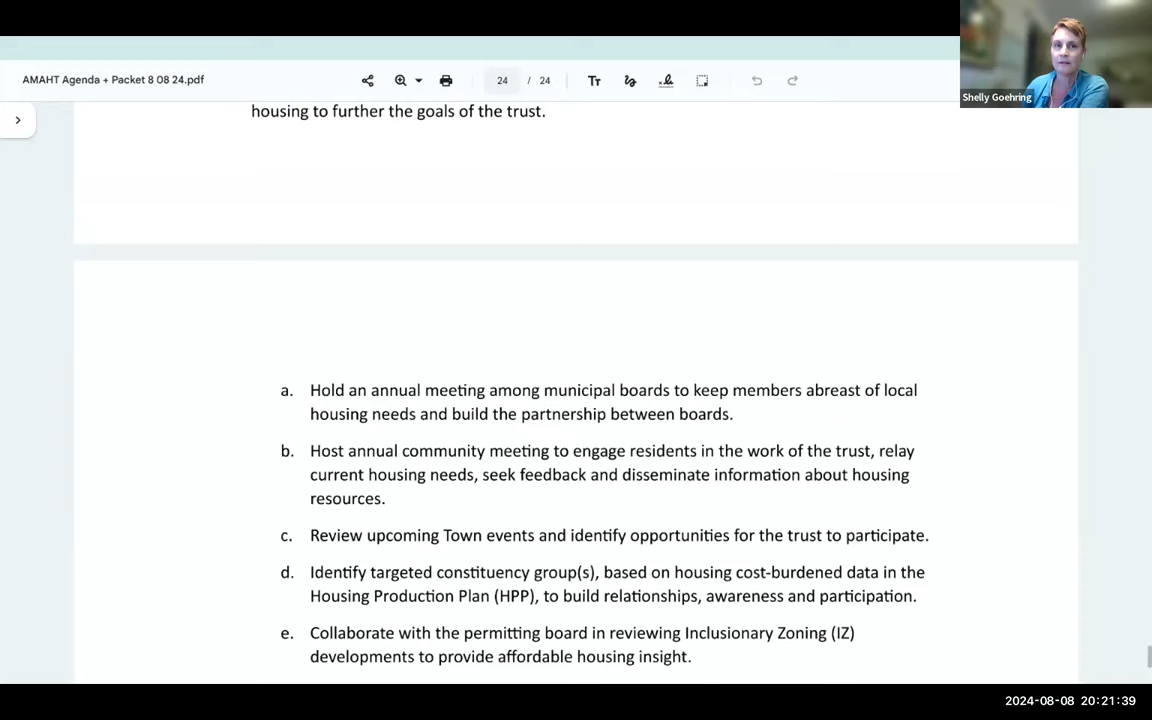 AMAHT Agenda + Packet 8 08 24.pdf
24 / 24
Shelly Goehring
housing to further the goals of the trust.
a. Hold an annual meeting among municipal boards to keep members abreast of local
housing needs and build the partnership between boards.
b. Host annual community meeting to engage residents in the work of the trust, relay
current housing needs, seek feedback and disseminate information about housing
resources.
c. Review upcoming Town events and identify opportunities for the trust to participate.
d. Identify targeted constituency group(s), based on housing cost-burdened data in the
Housing Production Plan (HPP), to build relationships, awareness and participation.
e. Collaborate with the permitting board in reviewing Inclusionary Zoning (IZ)
developments to provide affordable housing insight.
2024-08-08 20:21:39